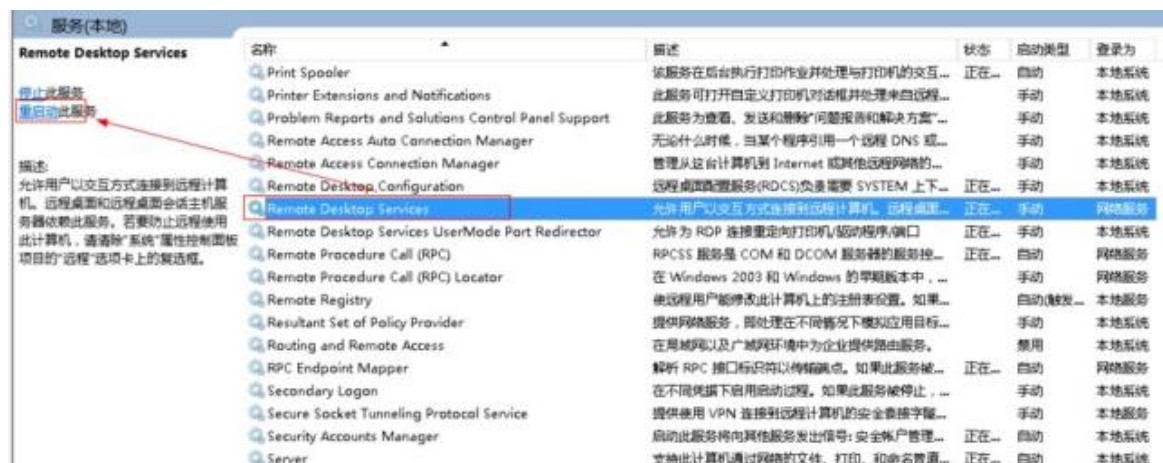 服务(本地)
Remote Desktop Services
停止此服务
重启动此服务
描述:
允许用户以交互方式连接到远程计算
机。远程桌面和远程桌面会话主机服
务器依赖此服务。若要防止远程使用
此计算机，请清除“系统”属性控制面板
项目的“远程”选项卡上的复选框。
名称 描述 状态 启动类型 登录为
Print Spooler 该服务在后台执行打印作业并处理与打印机的交互... 正在... 自动 本地系统
Printer Extensions and Notifications 此服务可打开自定义打印机对话框并处理来自远程... 手动 本地系统
Problem Reports and Solutions Control Panel Support 此服务为查看、发送和删除“问题报告和解决方案”... 手动 本地系统
Remote Access Auto Connection Manager 无论什么时候，当某个程序引用一个远程 DNS 或... 手动 本地系统
Remote Access Connection Manager 管理从这台计算机到 Internet 或其他远程网络的... 手动 本地系统
Remote Desktop Configuration 远程桌面配置服务(RDCS)负责需要 SYSTEM 上下... 正在... 手动 本地系统
Remote Desktop Services 允许用户以交互方式连接到远程计算机。远程桌面... 正在... 手动 网络服务
Remote Desktop Services UserMode Port Redirector 允许为 RDP 连接重定向打印机/驱动程序/端口 正在... 手动 本地系统
Remote Procedure Call (RPC) RPCSS 服务是 COM 和 DCOM 服务器的服务控... 正在... 自动 网络服务
Remote Procedure Call (RPC) Locator 在 Windows 2003 和 Windows 的早期版本中，... 手动 网络服务
Remote Registry 使远程用户能修改此计算机上的注册表设置。如果... 自动(触发... 本地服务
Resultant Set of Policy Provider 提供网络服务，即处理在不同情况下模拟应用目标... 手动 本地系统
Routing and Remote Access 在局域网以及广域网环境中为企业提供路由服务。 禁用 本地系统
RPC Endpoint Mapper 解析 RPC 接口标识符以传输端点。如果此服务被... 正在... 自动 网络服务
Secondary Logon 在不同凭据下启用启动过程。如果此服务被停止，... 手动 本地系统
Secure Socket Tunneling Protocol Service 提供使用 VPN 连接到远程计算机的安全套接字隧... 手动 本地服务
Security Accounts Manager 启动此服务将向其他服务发出信号: 安全帐户管理... 正在... 自动 本地系统
Server 支持此计算机通过网络的文件、打印、和命名管道... 正在... 自动 本地系统